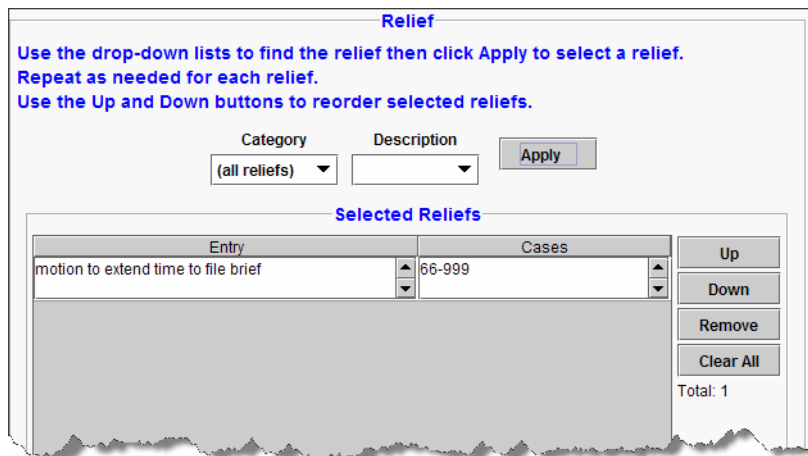 Relief
Use the drop-down lists to find the relief then click Apply to select a relief.
Repeat as needed for each relief.
Use the Up and Down buttons to reorder selected reliefs.
Category Description
(all reliefs) Apply
Selected Reliefs
Entry Cases
motion to extend time to file brief 66-999
Up
Down
Remove
Clear All
Total: 1